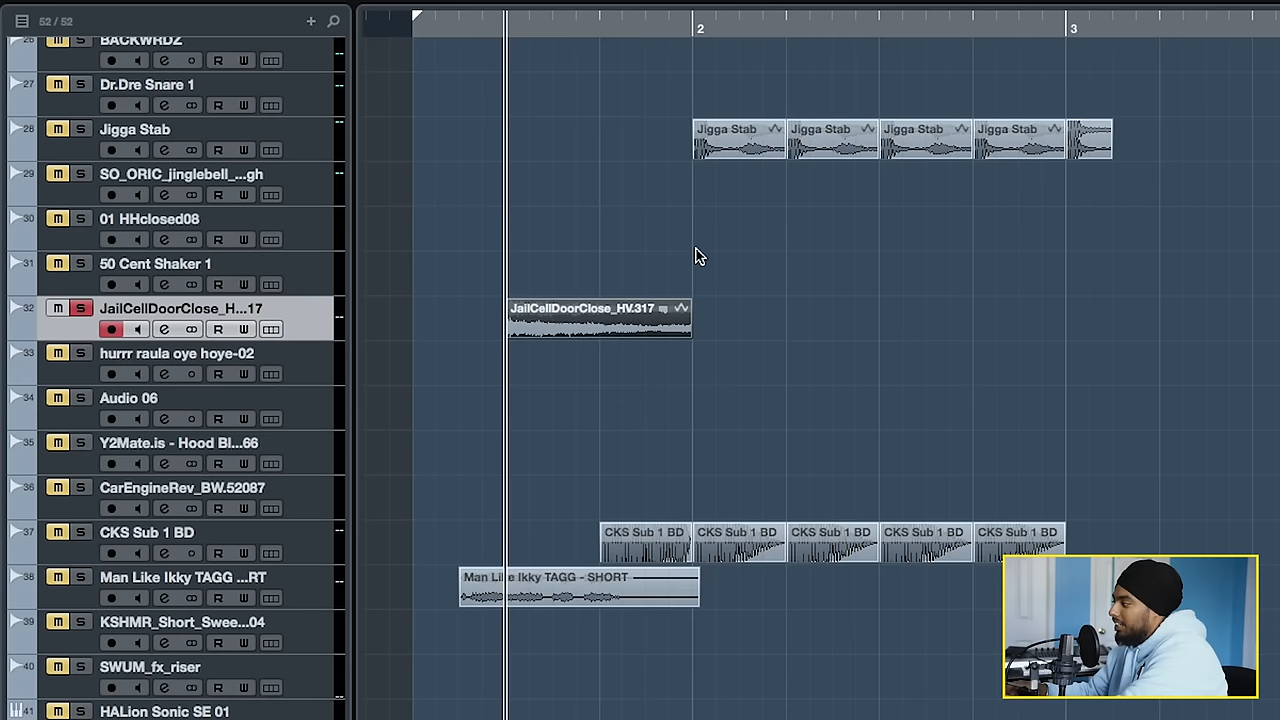 52 / 52
2
3
26 BACKWRDZ
27 m S Dr.Dre Snare 1
R W
28 m S Jigga Stab
Jigga Stab Jigga Stab Jigga Stab Jigga Stab
R W
29 m S SO_ORIC_jinglebell_...gh
R W
30 m S 01 HHclosed08
R W
31 m S 50 Cent Shaker 1
R W
32 m S JailCellDoorClose_H...17
JailCellDoorClose_HV.317
R W
33 m S hurrr raula oye hoye-02
R W
34 m S Audio 06
R W
35 m S Y2Mate.is - Hood Bl...66
R W
36 m S CarEngineRev_BW.52087
R W
37 m S CKS Sub 1 BD
CKS Sub 1 BD CKS Sub 1 BD CKS Sub 1 BD CKS Sub 1 BD CKS Sub 1 BD
R W
38 m S Man Like Ikky TAGG ...RT
Man Like Ikky TAGG - SHORT
R W
39 m S KSHMR_Short_Swee...04
R W
40 m S SWUM_fx_riser
R W
41 m S HALion Sonic SE 01